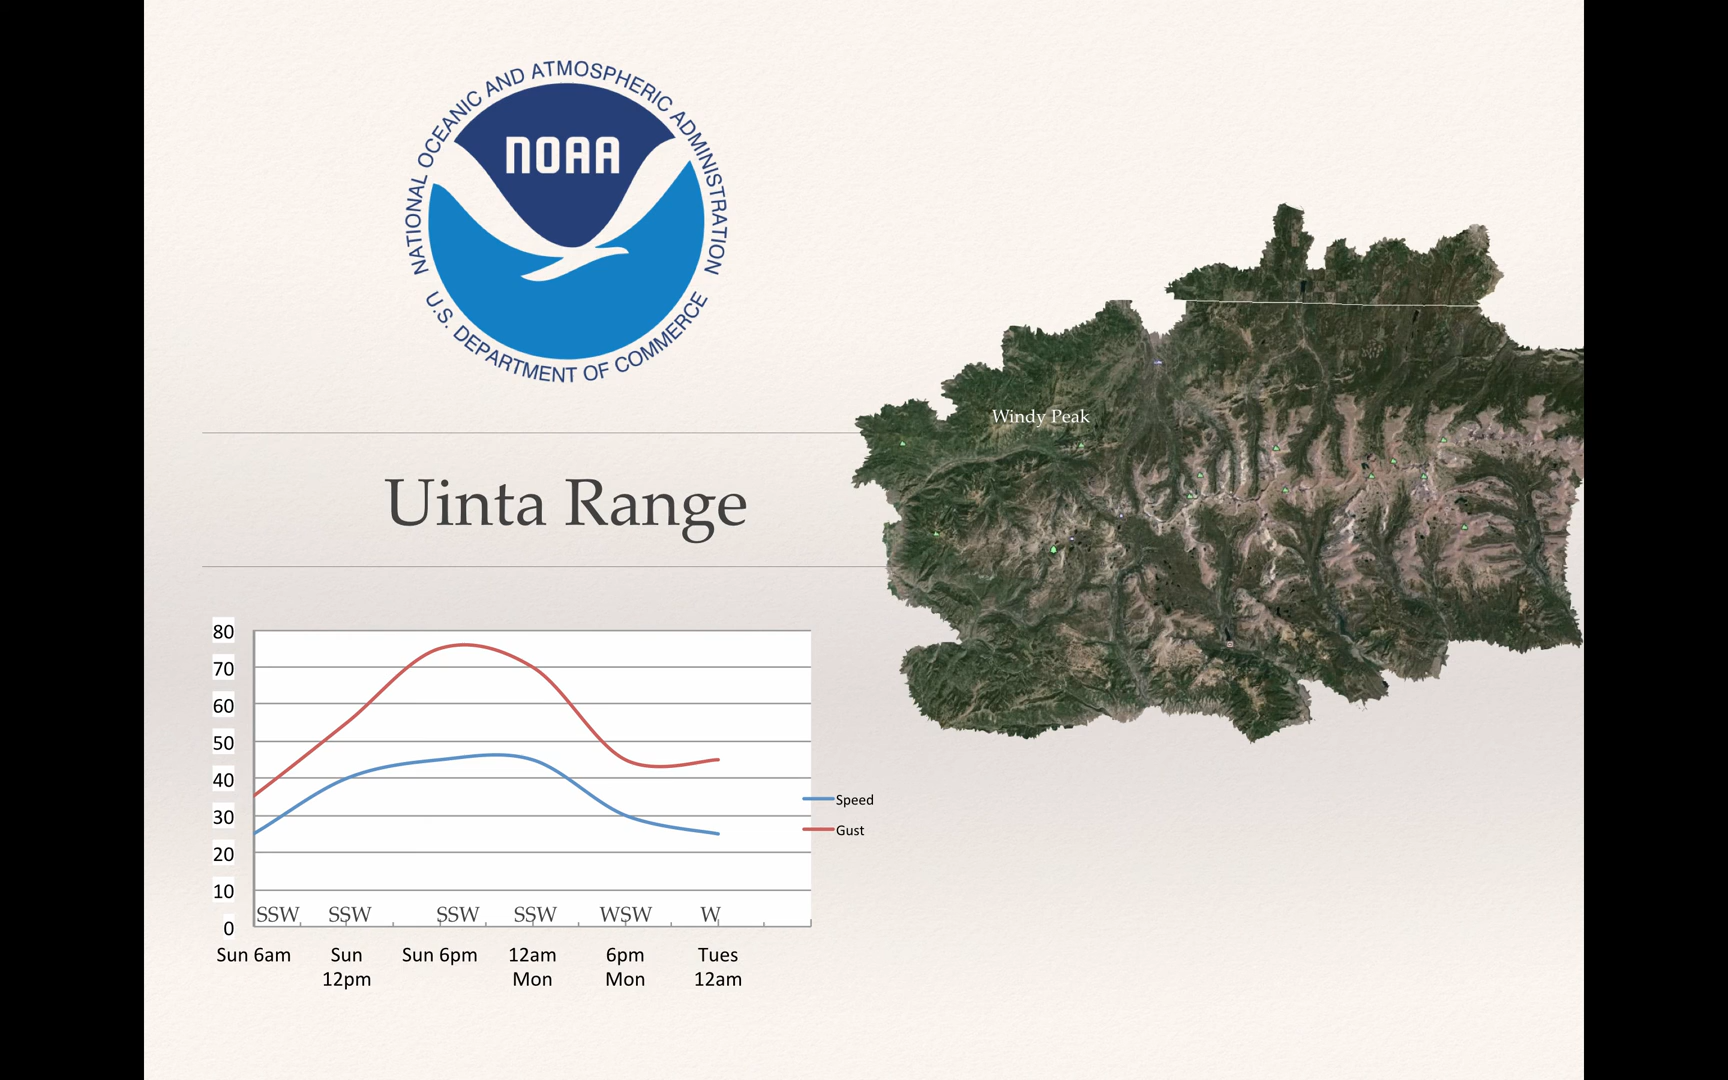 NATIONAL OCEANIC AND ATMOSPHERIC ADMINISTRATION
NOAA
U.S. DEPARTMENT OF COMMERCE
Windy Peak
Uinta Range
80
70
60
50
40
30
20
10
0
Speed
Gust
SSW SSW SSW SSW WSW W
Sun 6am Sun 12pm Sun 6pm 12am Mon 6pm Mon Tues 12am